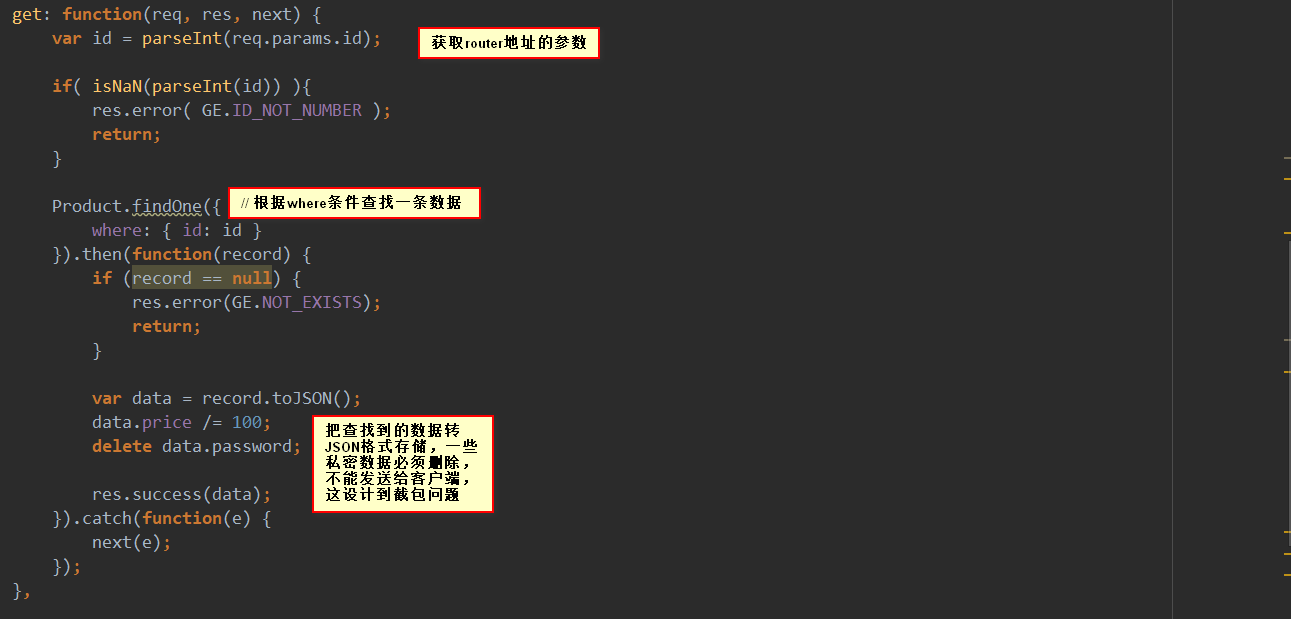 get: function(req, res, next) {
var id = parseInt(req.params.id);
获取router地址的参数
if( isNaN(parseInt(id)) ){
res.error( GE.ID_NOT_NUMBER );
return;
}
Product.findOne({
// 根据where条件查找一条数据
where: { id: id }
}).then(function(record) {
if (record == null) {
res.error(GE.NOT_EXISTS);
return;
}
var data = record.toJSON();
data.price /= 100;
delete data.password;
把查找到的数据转
JSON格式存储，一些
私密数据必须删除，
不能发送给客户端，
这设计到截包问题
res.success(data);
}).catch(function(e) {
next(e);
});
},